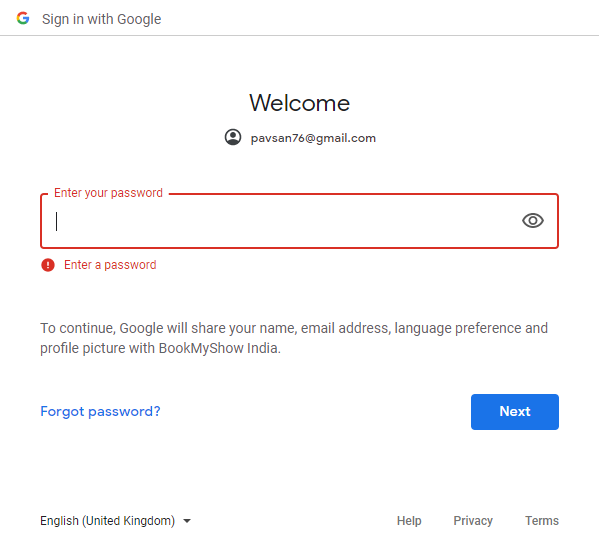 Sign in with Google
Welcome
pavsan76@gmail.com
Enter your password
Enter a password
To continue, Google will share your name, email address, language preference and
profile picture with BookMyShow India.
Forgot password?
Next
English (United Kingdom)
Help Privacy Terms